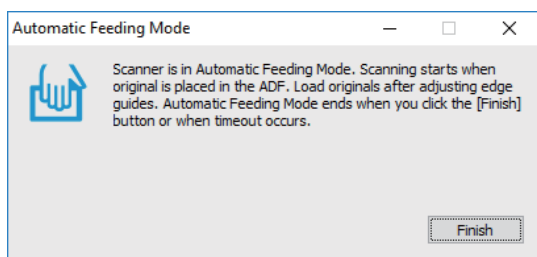 Automatic Feeding Mode
Scanner is in Automatic Feeding Mode. Scanning starts when
original is placed in the ADF. Load originals after adjusting edge
guides. Automatic Feeding Mode ends when you click the [Finish]
button or when timeout occurs.
Finish